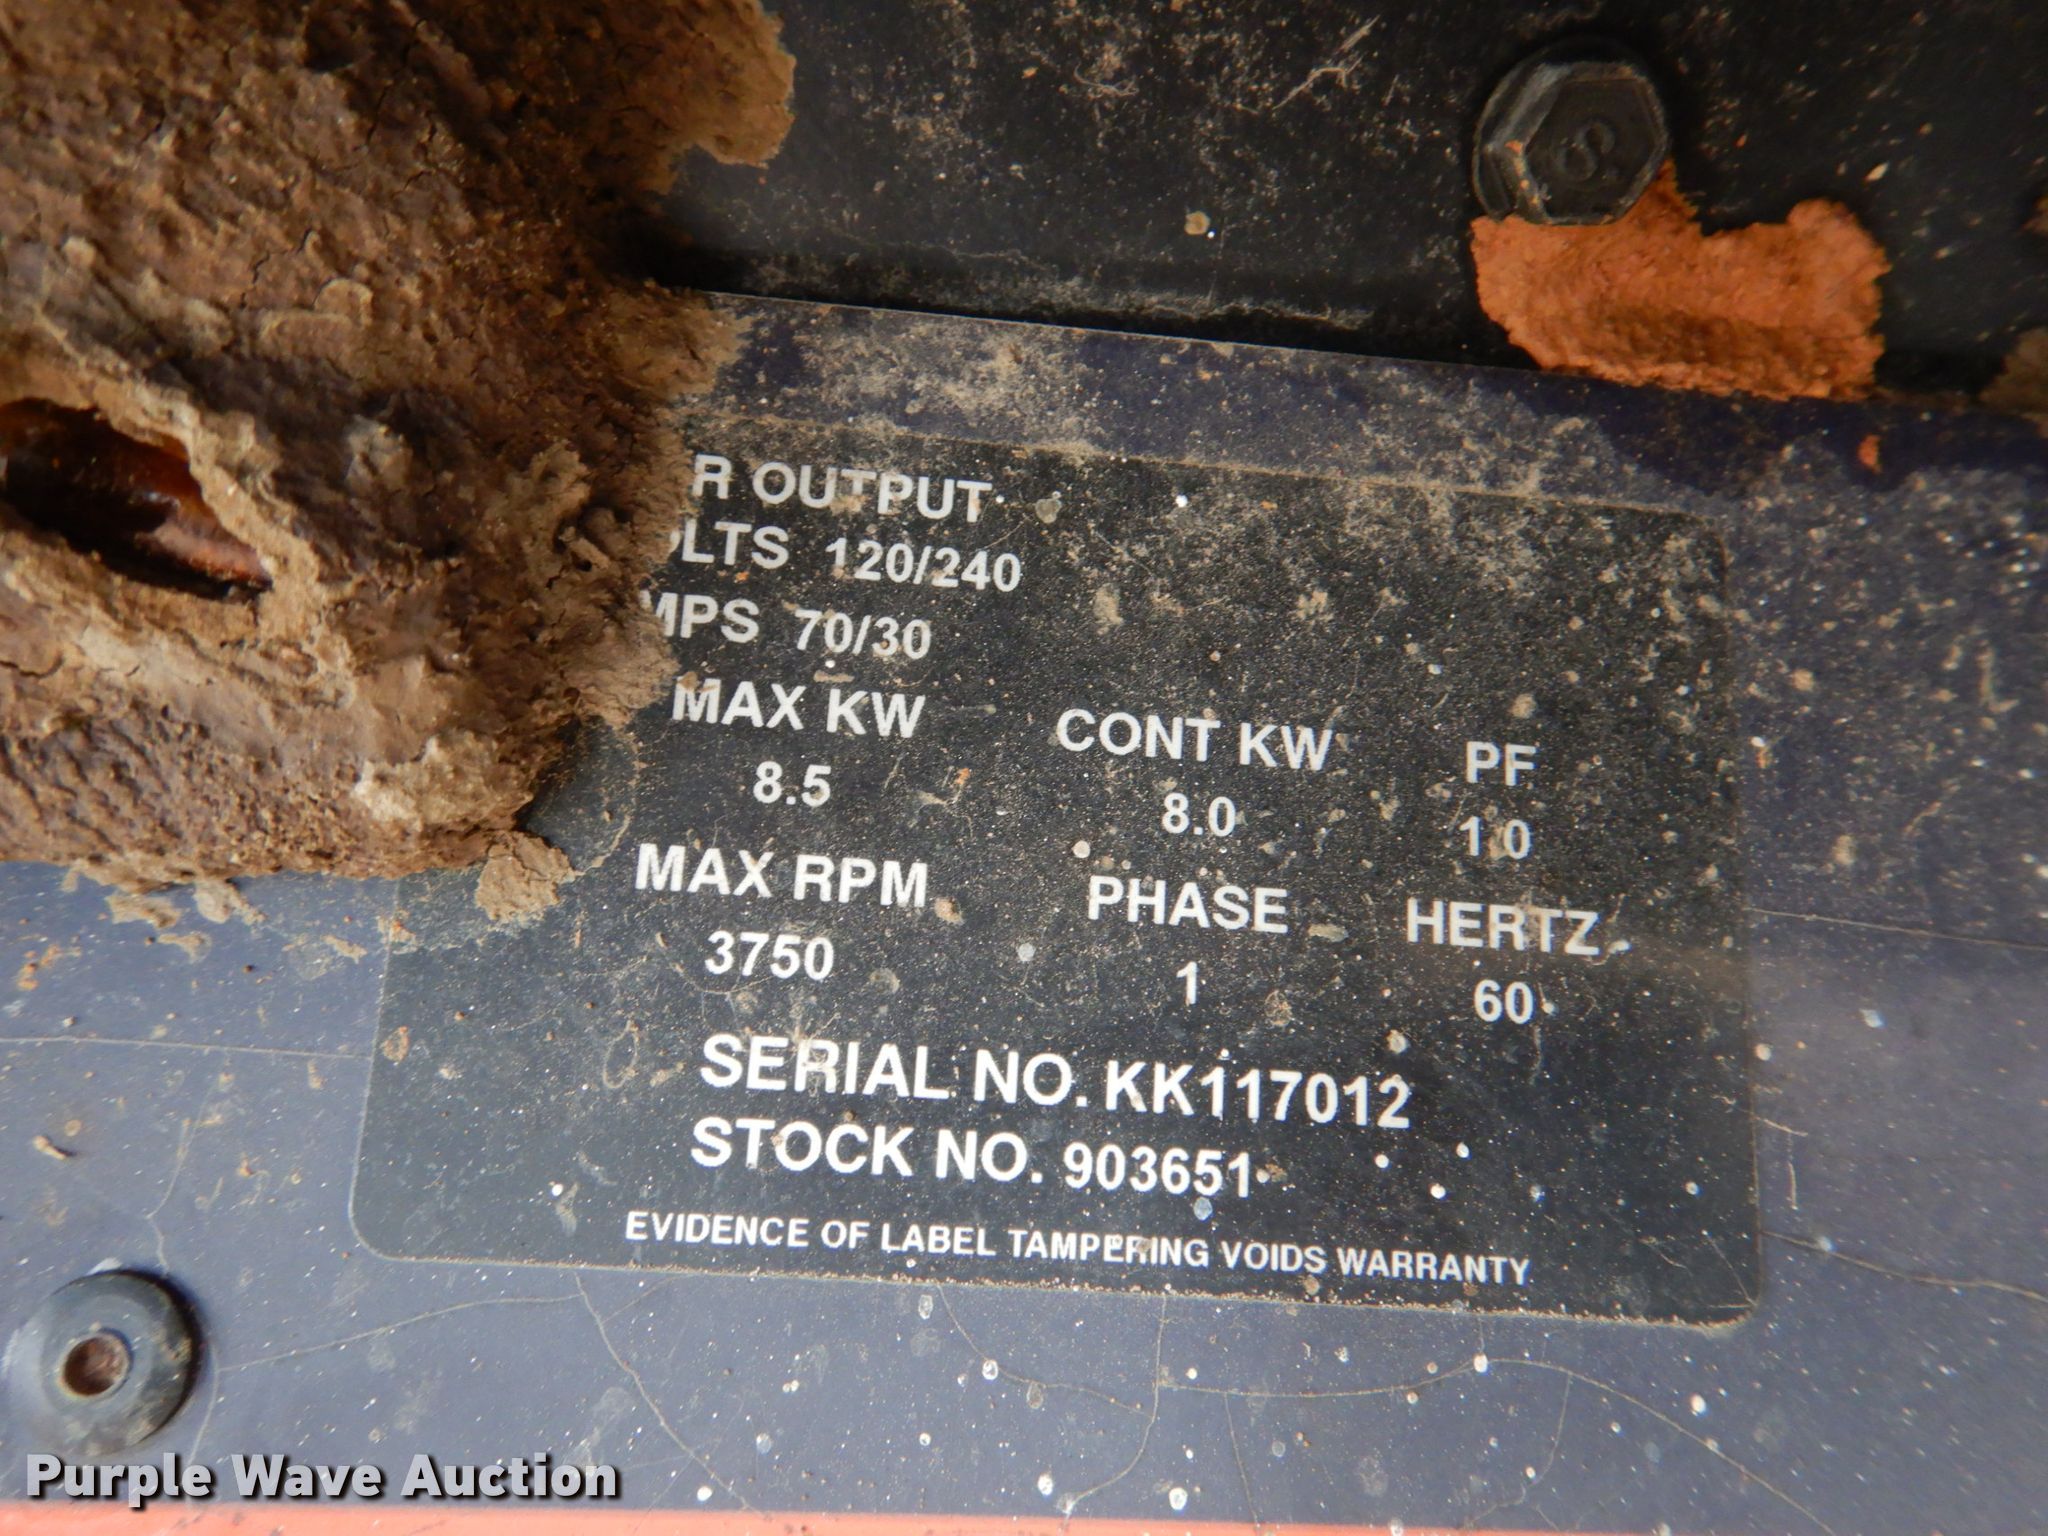 R OUTPUT
LTS 120/240
MPS 70/30
MAX KW CONT KW PF
8.5 8.0 1.0
MAX RPM PHASE HERTZ
3750 1 60
SERIAL NO. KK117012
STOCK NO. 903651
EVIDENCE OF LABEL TAMPERING VOIDS WARRANTY
S
Purple Wave Auction